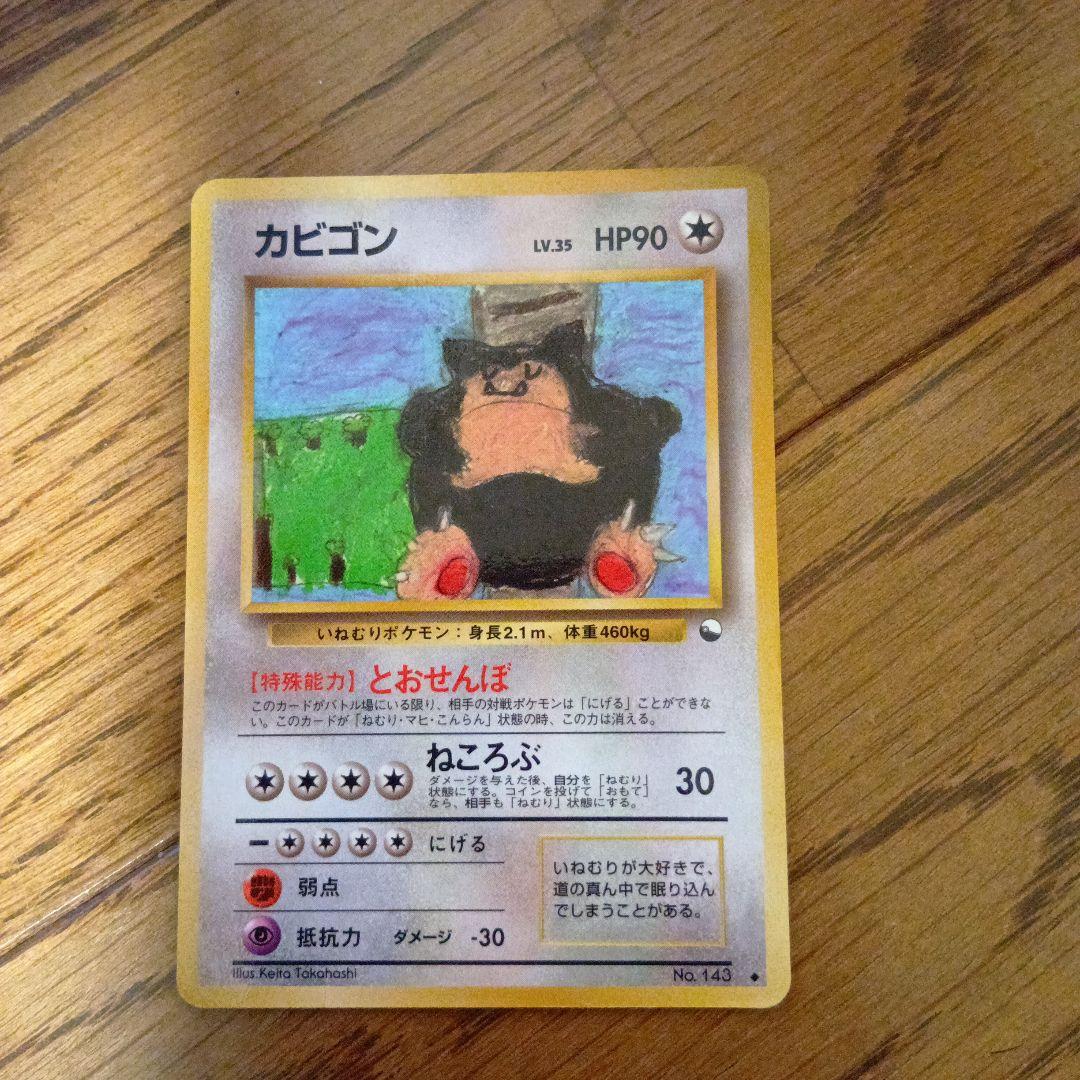 カビゴン LV.35 HP90
いねむりポケモン：身長2.1m、体重460kg
【特殊能力】とおせんぼ
このカードがバトル場にいる限り、相手の対戦ポケモンは「にげる」ことができな
い。このカードが「ねむり・マヒ・こんらん」状態の時、この力は消える。
ねころぶ
ダメージを与えた後、自分を「ねむり」
状態にする。コインを投げて「おもて」
なら、相手も「ねむり」状態にする。
30
にげる
弱点
抵抗力 ダメージ -30
いねむりが大好きで、
道の真ん中で眠り込ん
でしまうことがある。
Illus.Keita Takahashi
No. 143